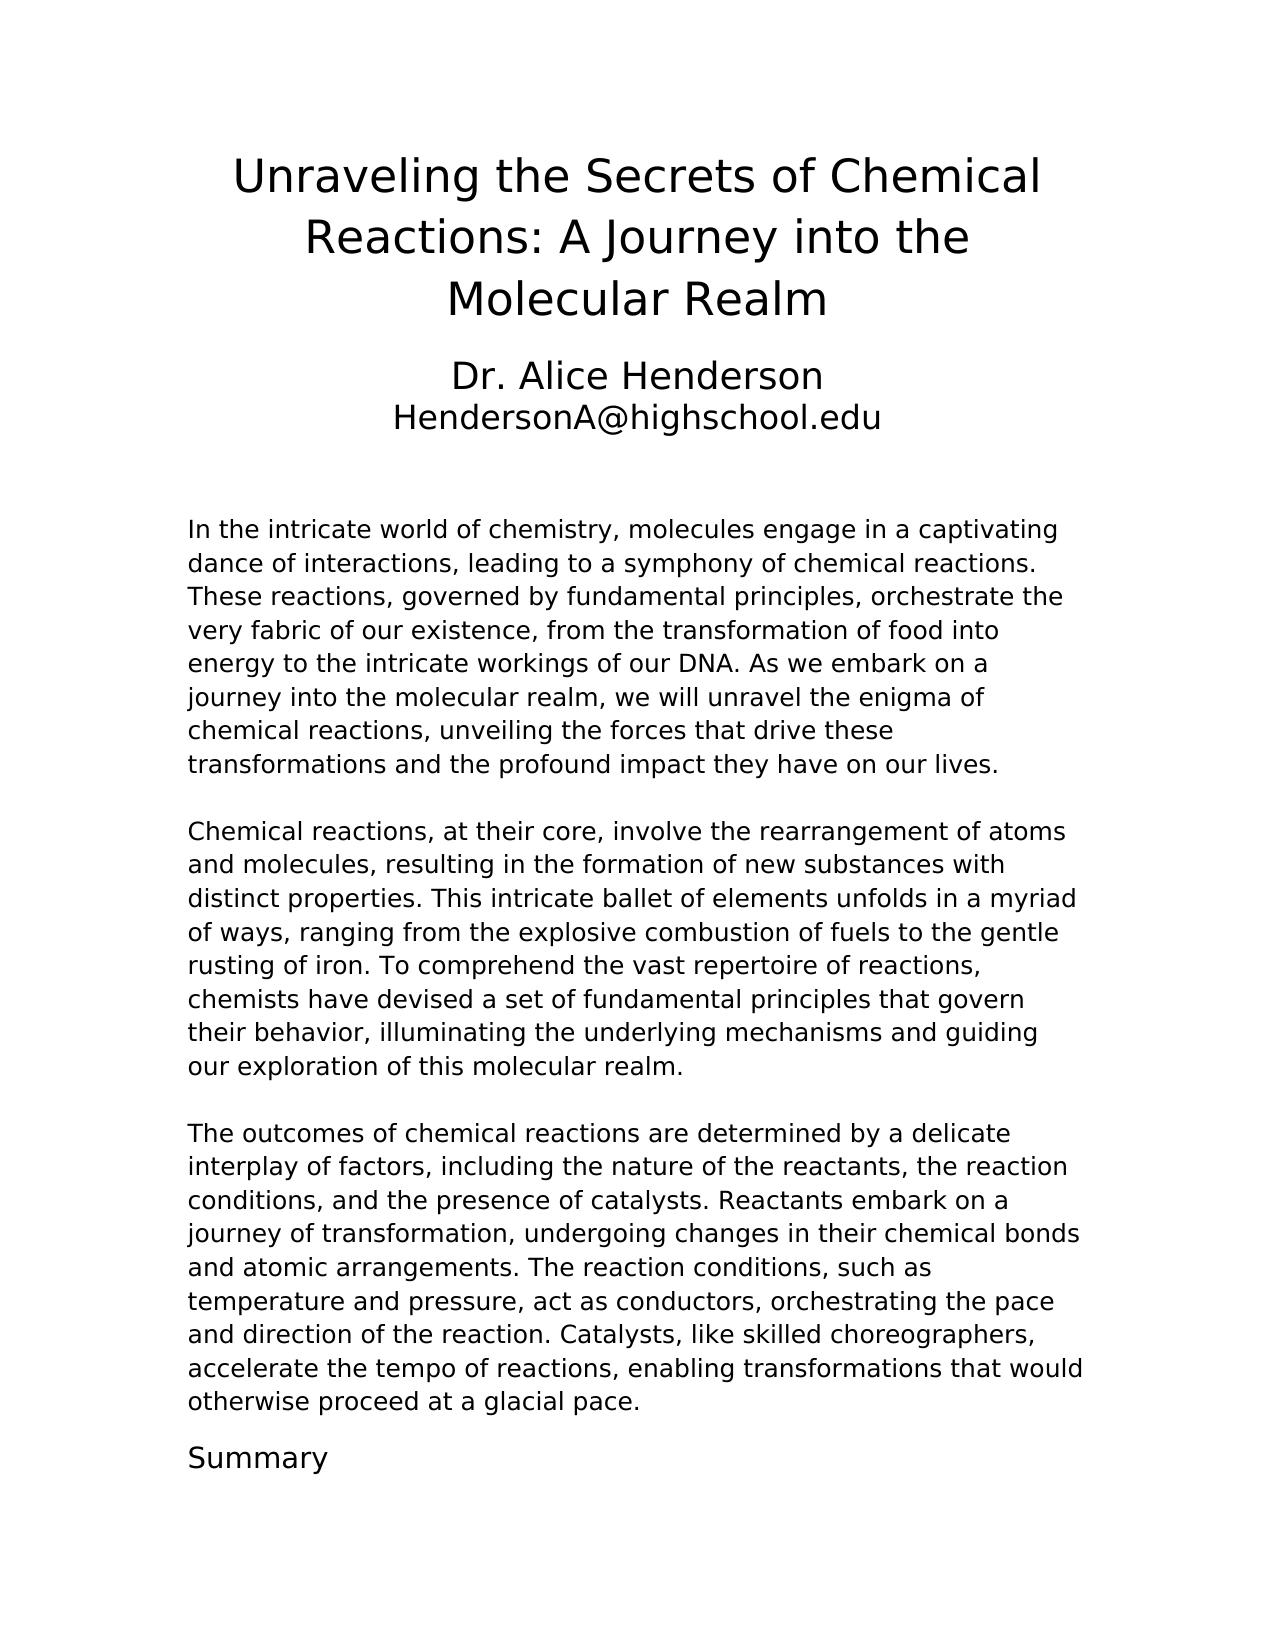 Unraveling the Secrets of Chemical
Reactions: A Journey into the
Molecular Realm
Dr. Alice Henderson
HendersonA@highschool.edu
In the intricate world of chemistry, molecules engage in a captivating
dance of interactions, leading to a symphony of chemical reactions.
These reactions, governed by fundamental principles, orchestrate the
very fabric of our existence, from the transformation of food into
energy to the intricate workings of our DNA. As we embark on a
journey into the molecular realm, we will unravel the enigma of
chemical reactions, unveiling the forces that drive these
transformations and the profound impact they have on our lives.
Chemical reactions, at their core, involve the rearrangement of atoms
and molecules, resulting in the formation of new substances with
distinct properties. This intricate ballet of elements unfolds in a myriad
of ways, ranging from the explosive combustion of fuels to the gentle
rusting of iron. To comprehend the vast repertoire of reactions,
chemists have devised a set of fundamental principles that govern
their behavior, illuminating the underlying mechanisms and guiding
our exploration of this molecular realm.
The outcomes of chemical reactions are determined by a delicate
interplay of factors, including the nature of the reactants, the reaction
conditions, and the presence of catalysts. Reactants embark on a
journey of transformation, undergoing changes in their chemical bonds
and atomic arrangements. The reaction conditions, such as
temperature and pressure, act as conductors, orchestrating the pace
and direction of the reaction. Catalysts, like skilled choreographers,
accelerate the tempo of reactions, enabling transformations that would
otherwise proceed at a glacial pace.
Summary